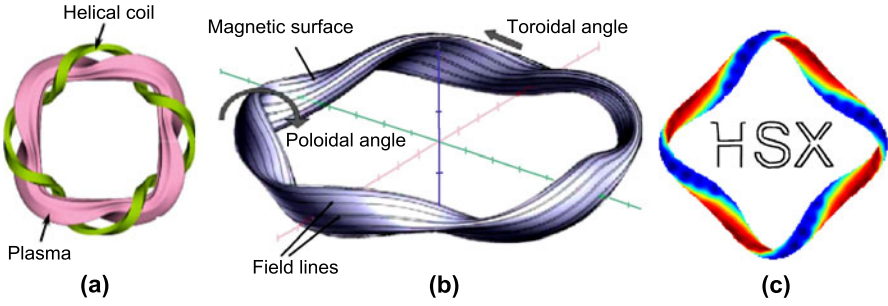 Helical coil
Plasma
(a)
Magnetic surface
Toroidal angle
Poloidal angle
Field lines
(b)
HSX
(c)